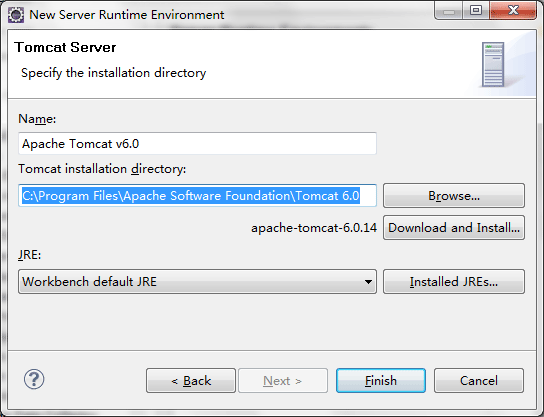 New Server Runtime Environment
Tomcat Server
Specify the installation directory
Name:
Apache Tomcat v6.0
Tomcat installation directory:
C:\Program Files\Apache Software Foundation\Tomcat 6.0
Browse...
apache-tomcat-6.0.14
Download and Install...
JRE:
Workbench default JRE
Installed JREs...
?
< Back
Next >
Finish
Cancel